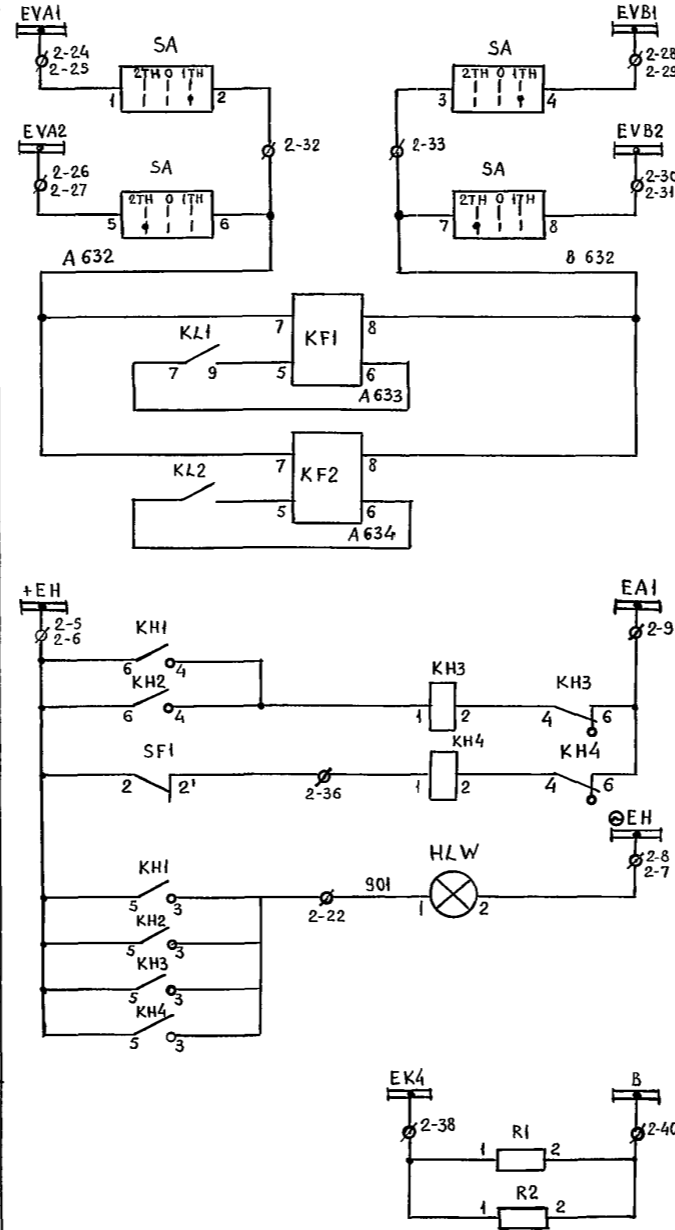 EVA1 EVB1
2-24 SA SA 2-28
2-25 2TH 0 1TH 2TH 0 1TH 2-29
1 2 3 4
EVA2 2-32 2-33 EVB2
2-26 SA SA 2-30
2-27 2TH 0 1TH 2TH 0 1TH 2-31
5 6 7 8
A 632 B 632
7 KF1 8
KL1
7 9 5 6
A 633
7 KF2 8
KL2
5 6
A 634
+EH EA1
2-5 2-9
2-6
KH1
6 4
KH2 KH3 KH3
6 4 1 2 4 6
SF1 KH4 KH4
2 2' 2-36 1 2 4 6
EH
2-8
2-7
KH1 HLW
5 3 2-22 901 1 2
KH2
5 3
KH3
5 3
KH4
5 3
EK4 B
2-38 2-40
R1
1 2
R2
1 2